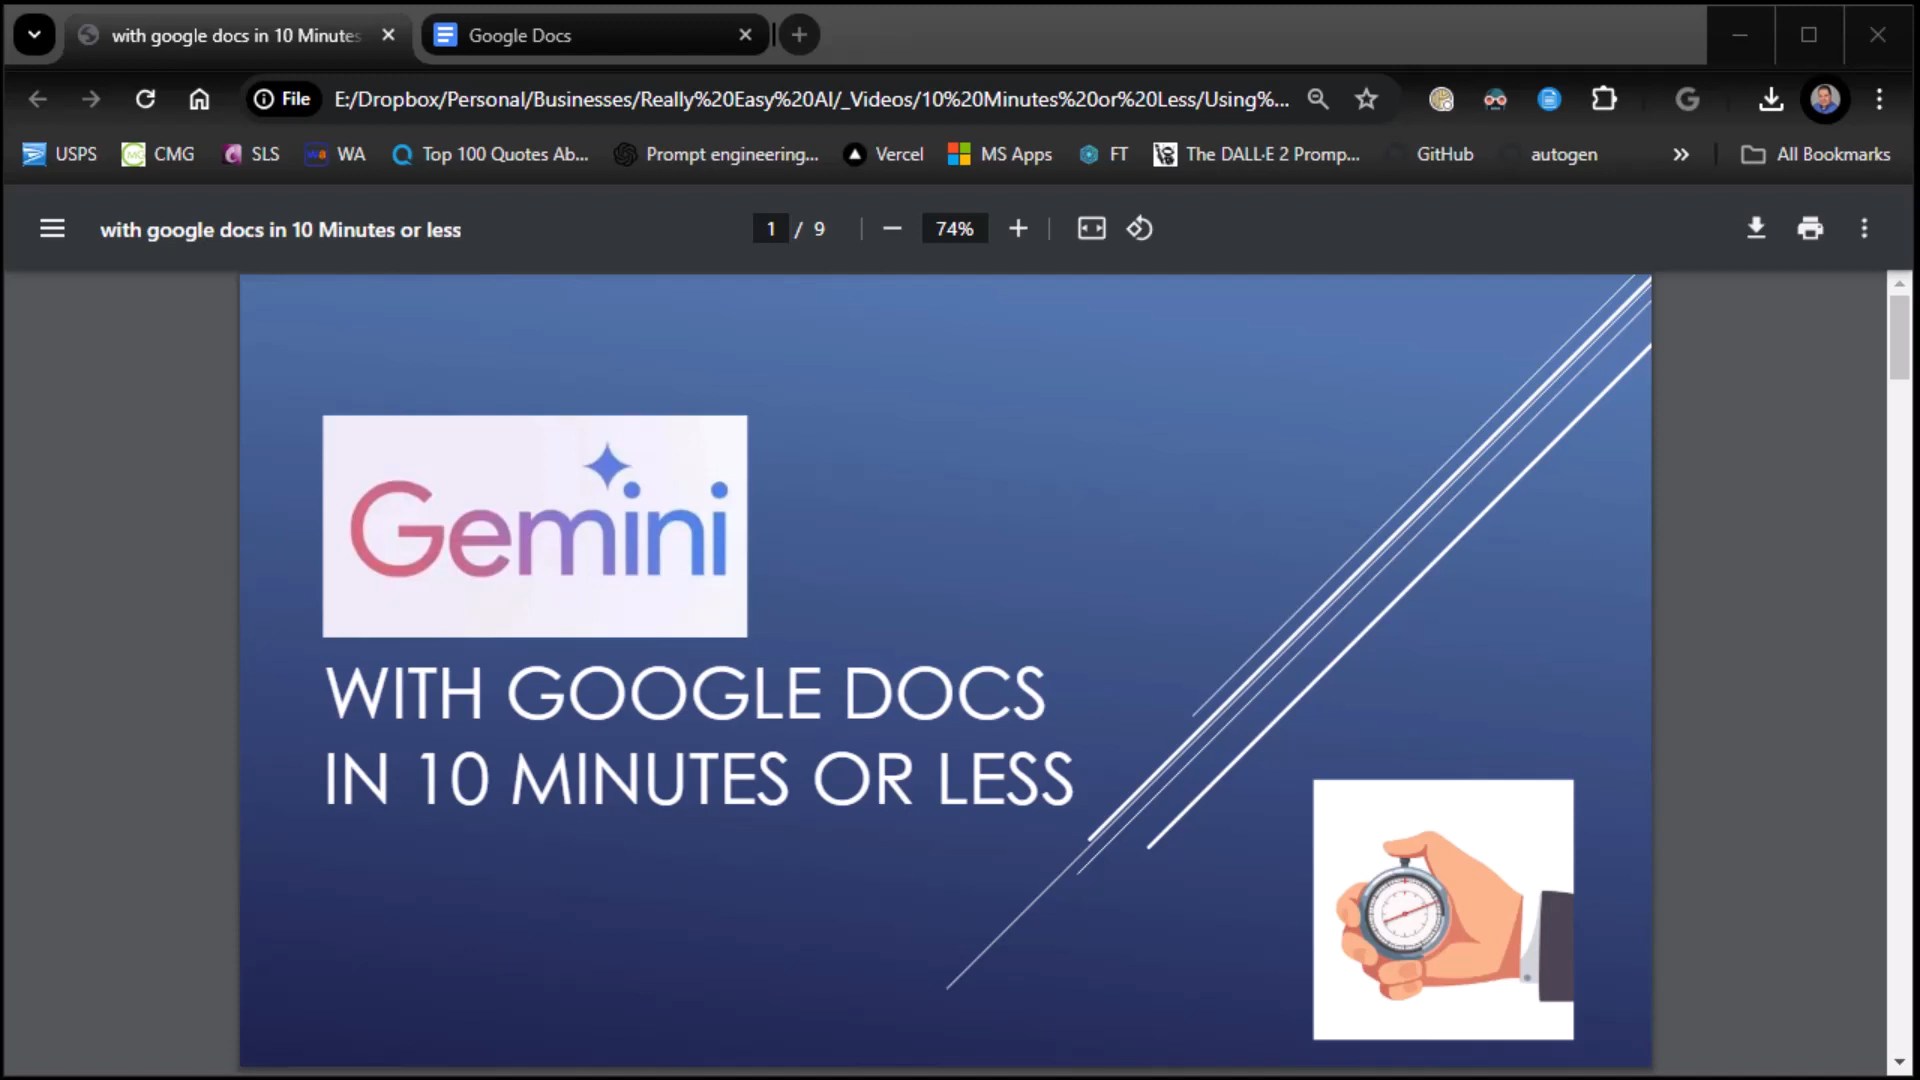 with google docs in 10 Minutes
Google Docs
File
E:/Dropbox/Personal/Businesses/Really%20Easy%20AI/_Videos/10%20Minutes%20or%20Less/Using%...
USPS
CMG
SLS
WA
Top 100 Quotes Ab...
Prompt engineering...
Vercel
MS Apps
FT
The DALL·E 2 Promp...
GitHub
autogen
All Bookmarks
with google docs in 10 Minutes or less
1 / 9
74%
Gemini
WITH GOOGLE DOCS
IN 10 MINUTES OR LESS